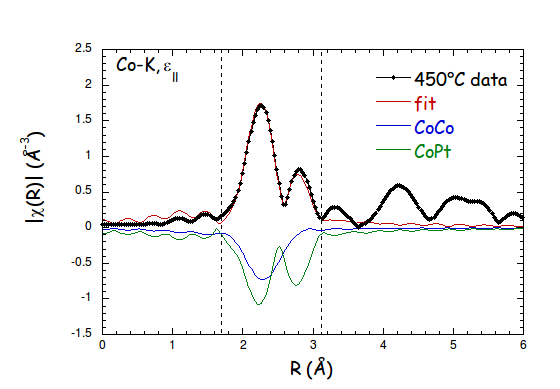 Co-K, ε||
450°C data
fit
CoCo
CoPt
|χ(R)| (Å⁻³)
2.5
2
1.5
1
0.5
0
-0.5
-1
-1.5
0 1 2 3 4 5 6
R (Å)